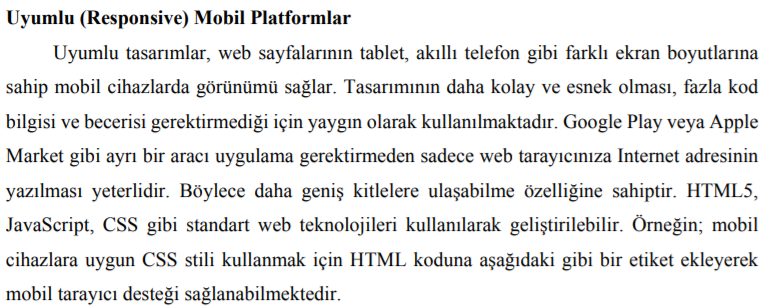 Uyumlu (Responsive) Mobil Platformlar
Uyumlu tasarımlar, web sayfalarının tablet, akıllı telefon gibi farklı ekran boyutlarına
sahip mobil cihazlarda görünümü sağlar. Tasarımının daha kolay ve esnek olması, fazla kod
bilgisi ve becerisi gerektirmediği için yaygın olarak kullanılmaktadır. Google Play veya Apple
Market gibi ayrı bir aracı uygulama gerektirmeden sadece web tarayıcınıza Internet adresinin
yazılması yeterlidir. Böylece daha geniş kitlelere ulaşabilme özelliğine sahiptir. HTML5,
JavaScript, CSS gibi standart web teknolojileri kullanılarak geliştirilebilir. Örneğin; mobil
cihazlara uygun CSS stili kullanmak için HTML koduna aşağıdaki gibi bir etiket ekleyerek
mobil tarayıcı desteği sağlanabilmektedir.